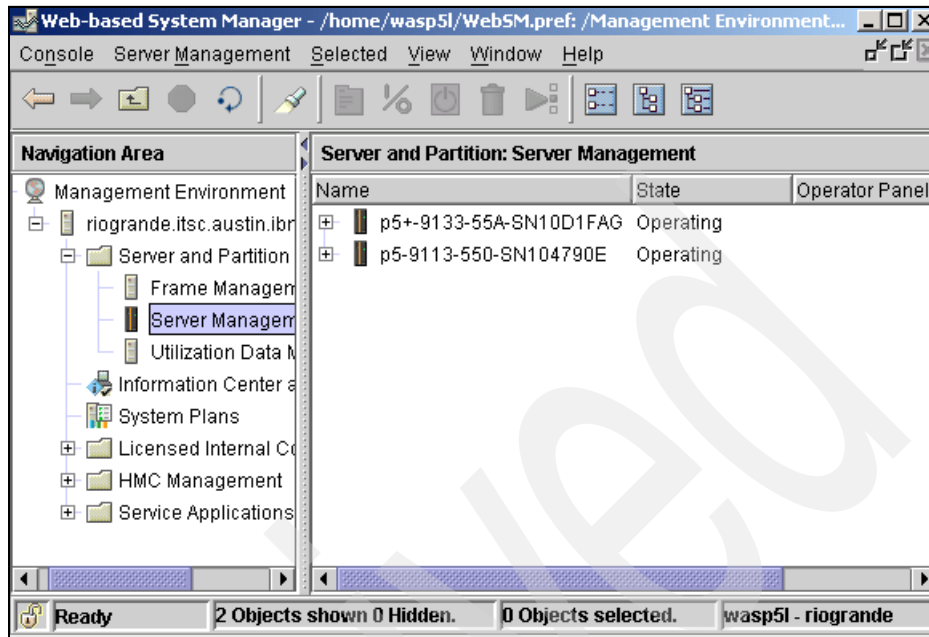 Web-based System Manager - /home/wasp5l/WebSM.pref: /Management Environment...
Console Server Management Selected View Window Help
Navigation Area
Management Environment
riogrande.itsc.austin.ibr
Server and Partition
Frame Managem
Server Managem
Utilization Data M
Information Center a
System Plans
Licensed Internal Co
HMC Management
Service Applications
Server and Partition: Server Management
Name State Operator Panel
p5+-9133-55A-SN10D1FAG Operating
p5-9113-550-SN104790E Operating
Ready 2 Objects shown 0 Hidden. 0 Objects selected. wasp5l - riogrande